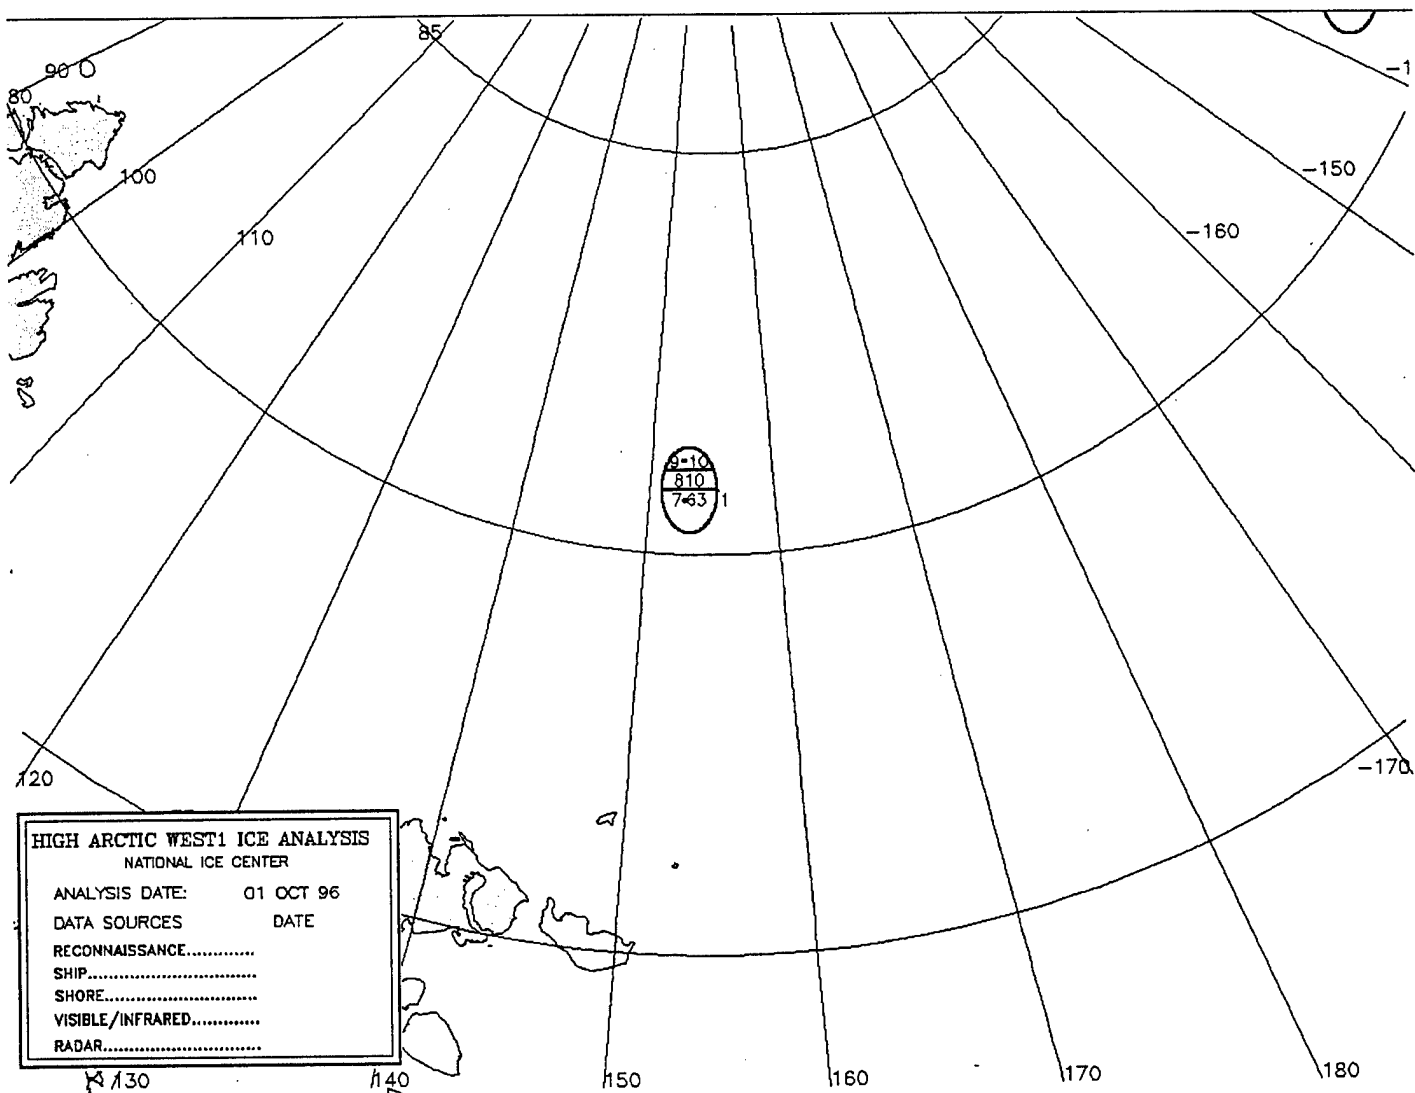 85
90
80
-1
100
-150
110
-160
9-10
810
7•63 1
120
-170
HIGH ARCTIC WEST1 ICE ANALYSIS
NATIONAL ICE CENTER
ANALYSIS DATE: 01 OCT 96
DATA SOURCES DATE
RECONNAISSANCE.............
SHIP...............................
SHORE............................
VISIBLE/INFRARED.............
RADAR.............................
130
140
150
160
170
180